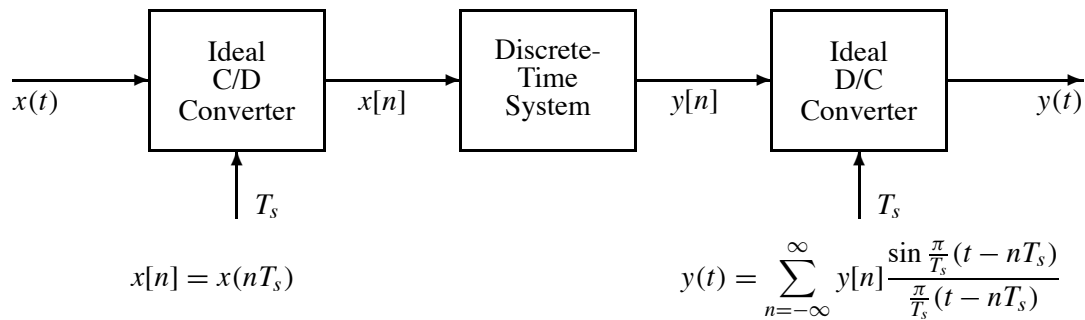 Ideal
C/D
Converter
Discrete-
Time
System
Ideal
D/C
Converter
x(t)
x[n]
y[n]
y(t)
T_s
T_s
x[n] = x(nT_s)
y(t) = \sum_{n=-\infty}^{\infty} y[n] \frac{\sin \frac{\pi}{T_s}(t - nT_s)}{\frac{\pi}{T_s}(t - nT_s)}